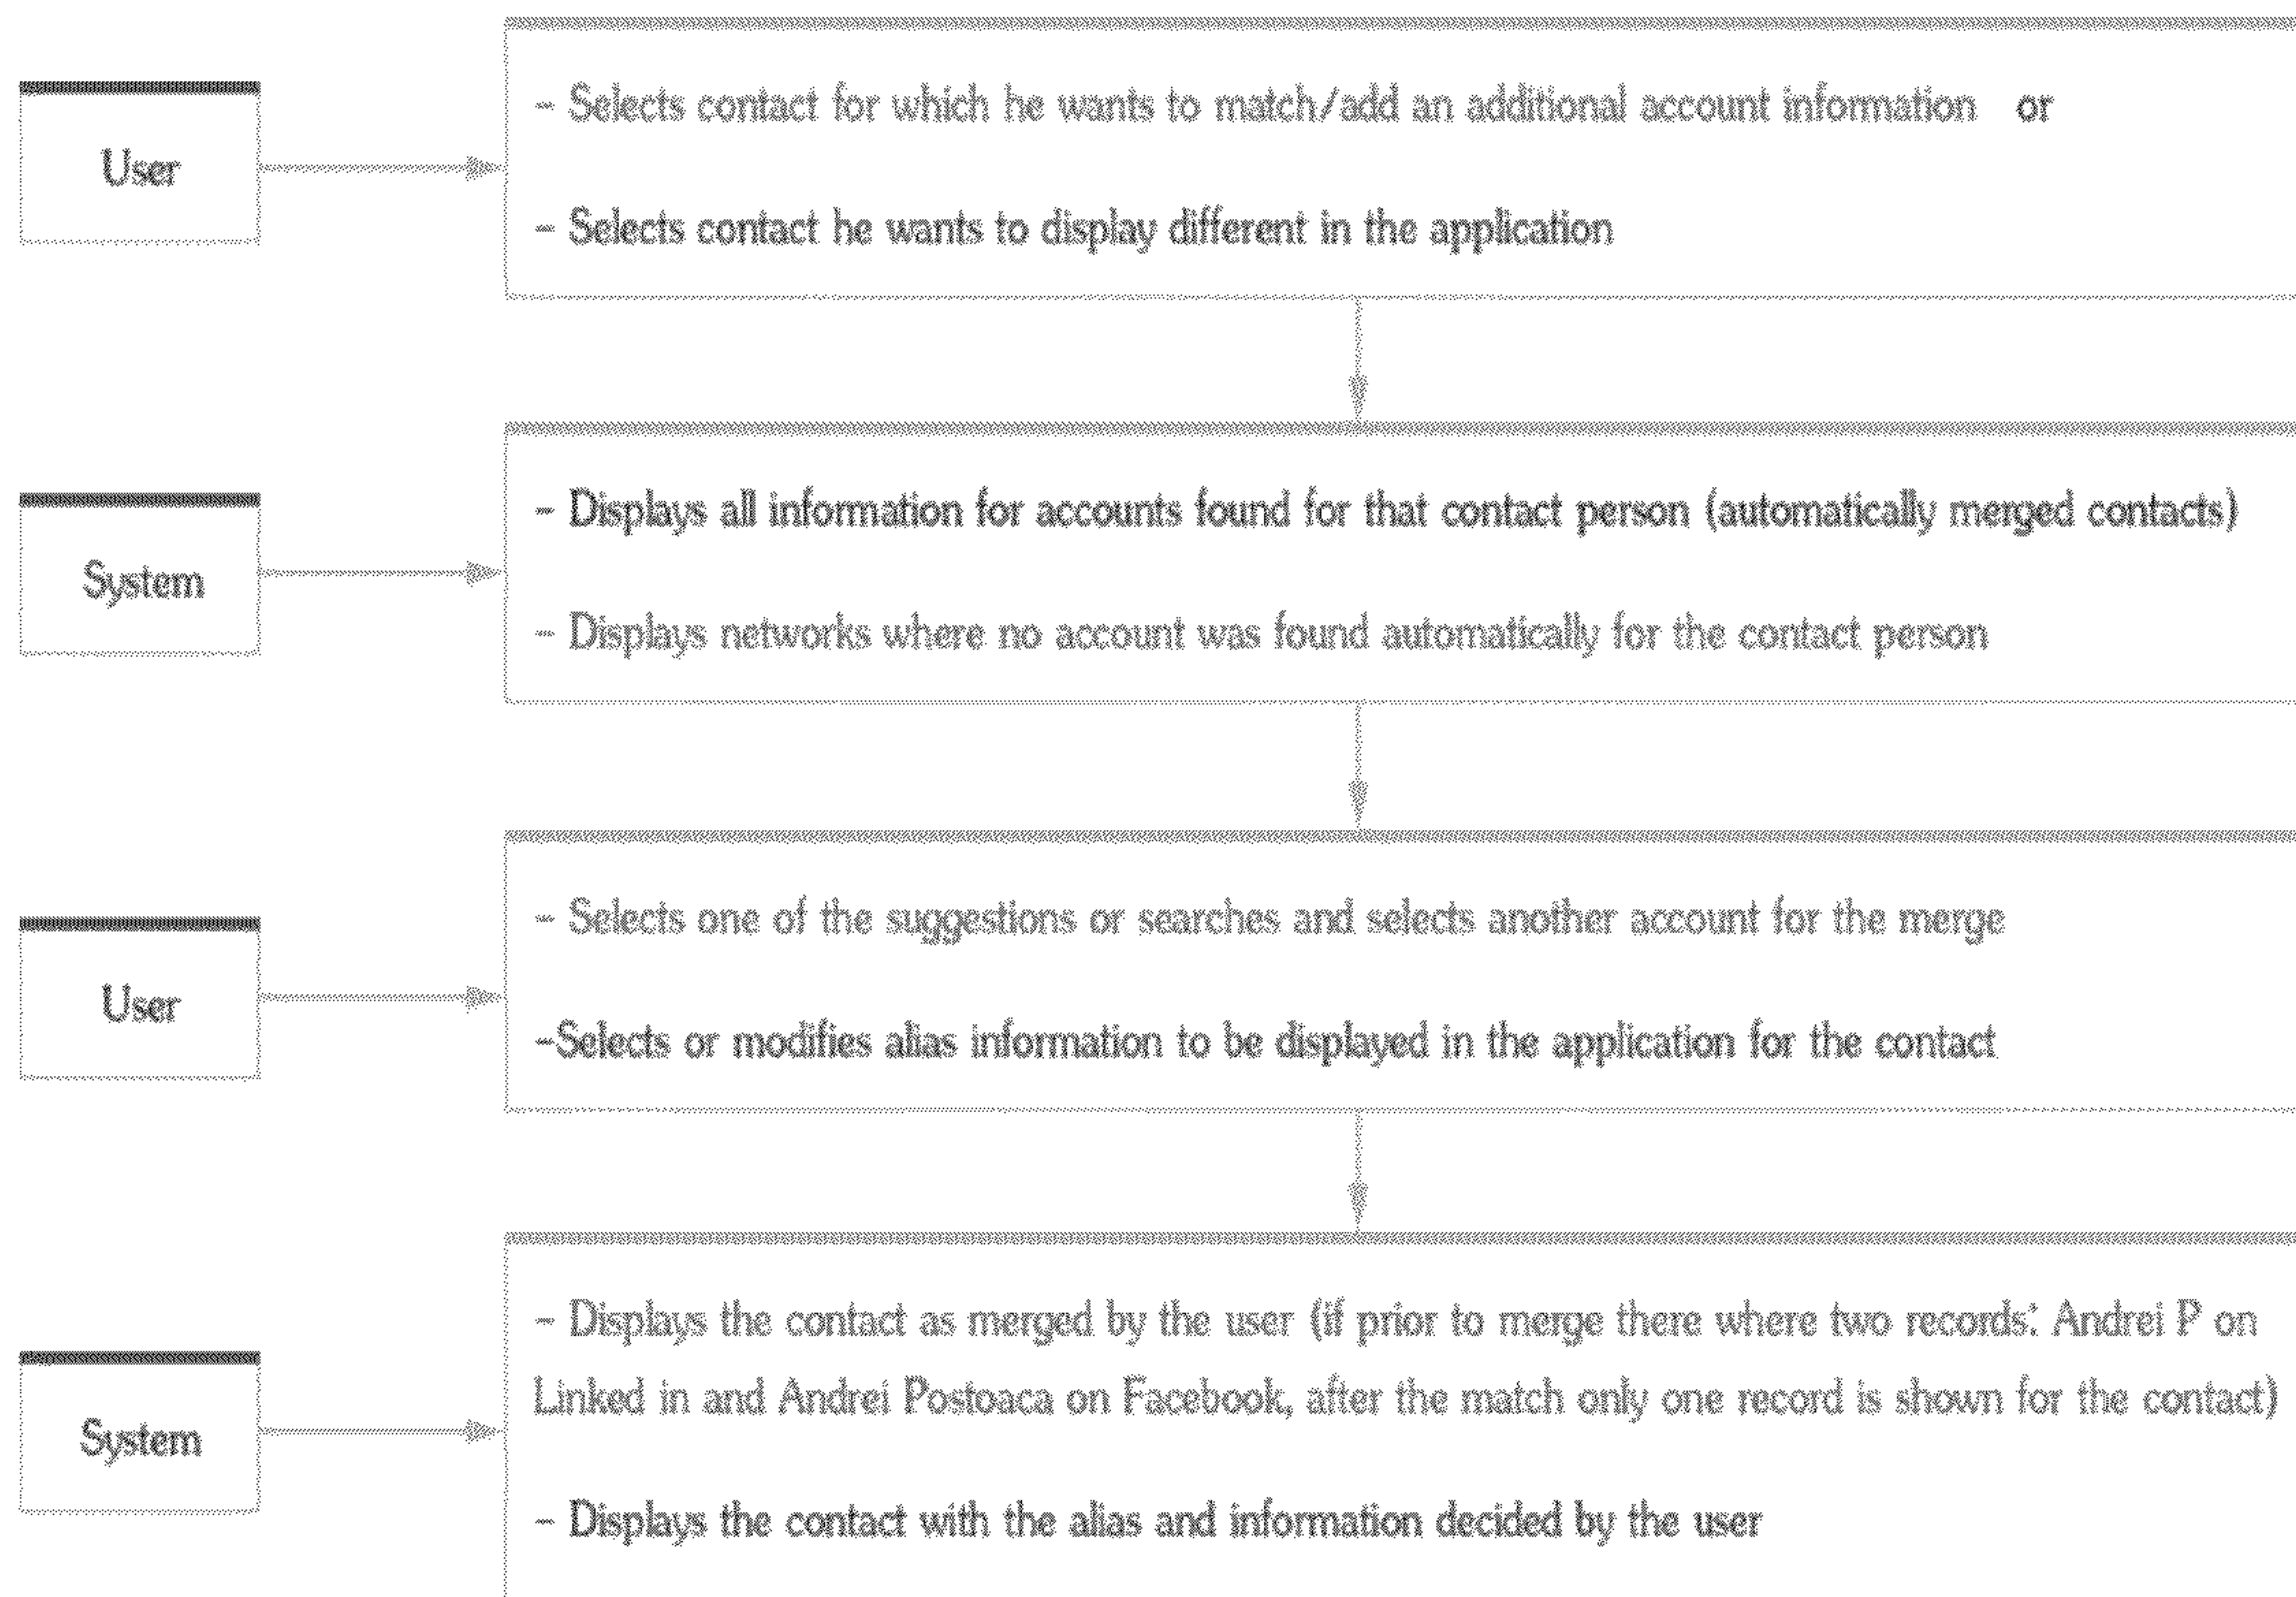 - Selects contact for which he wants to match/add an additional account information or
User
- Selects contact he wants to display different in the application
- Displays all information for accounts found for that contact person (automatically merged contacts)
System
- Displays networks where no account was found automatically for the contact person
- Selects one of the suggestions or searches and selects another account for the merge
User
-Selects or modifies alias information to be displayed in the application for the contact
- Displays the contact as merged by the user (if prior to merge there where two records: Andrei P on
Linked in and Andrei Postoaca on Facebook, after the match only one record is shown for the contact)
System
- Displays the contact with the alias and information decided by the user